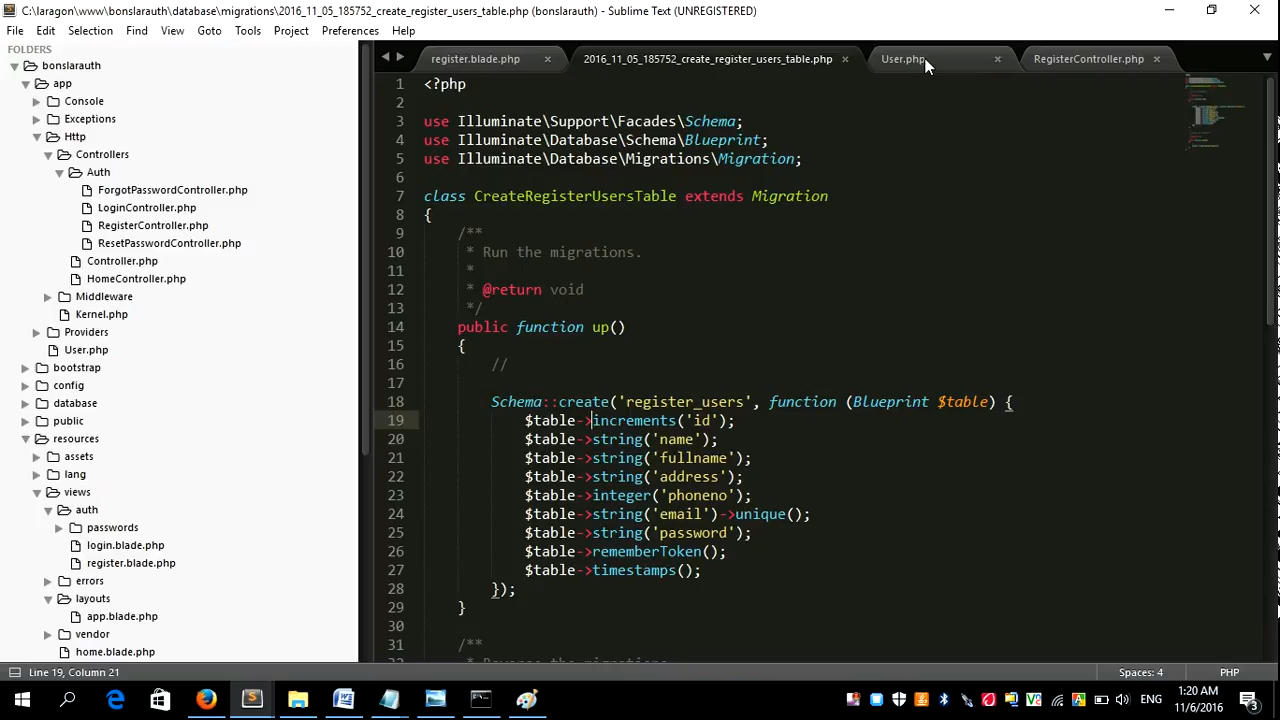 C:\laragon\www\bonslarauth\database\migrations\2016_11_05_185752_create_register_users_table.php (bonslarauth) - Sublime Text (UNREGISTERED)
File Edit Selection Find View Goto Tools Project Preferences Help
FOLDERS
bonslarauth
app
Console
Exceptions
Http
Controllers
Auth
ForgotPasswordController.php
LoginController.php
RegisterController.php
ResetPasswordController.php
Controller.php
HomeController.php
Middleware
Kernel.php
Providers
User.php
bootstrap
config
database
public
resources
assets
lang
views
auth
passwords
login.blade.php
register.blade.php
errors
layouts
app.blade.php
vendor
home.blade.php
register.blade.php 2016_11_05_185752_create_register_users_table.php User.php RegisterController.php
1 <?php
2
3 use Illuminate\Support\Facades\Schema;
4 use Illuminate\Database\Schema\Blueprint;
5 use Illuminate\Database\Migrations\Migration;
6
7 class CreateRegisterUsersTable extends Migration
8 {
9 /**
10 * Run the migrations.
11 *
12 * @return void
13 */
14 public function up()
15 {
16 //
17
18 Schema::create('register_users', function (Blueprint $table) {
19 $table->increments('id');
20 $table->string('name');
21 $table->string('fullname');
22 $table->string('address');
23 $table->integer('phoneno');
24 $table->string('email')->unique();
25 $table->string('password');
26 $table->rememberToken();
27 $table->timestamps();
28 });
29 }
30
31 /**
32 * Reverse the migrations.
Line 19, Column 21 Spaces: 4 PHP
ENG 1:20 AM
11/6/2016 3